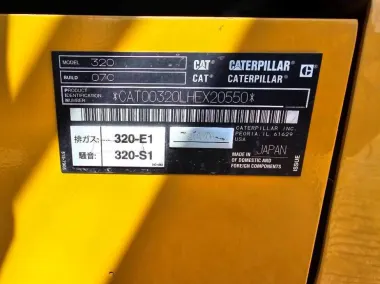 MODEL 320 CAT CATERPILLAR
BUILD 07C CAT CATERPILLAR
PRODUCT IDENTIFICATION NUMBER *CAT00320LHEX20550*
CATERPILLAR INC.
PEORIA, IL 61629
USA
排ガス: 320-E1
騒音: 320-S1
MADE IN JAPAN
OF DOMESTIC AND
FOREIGN COMPONENTS
ISSUE